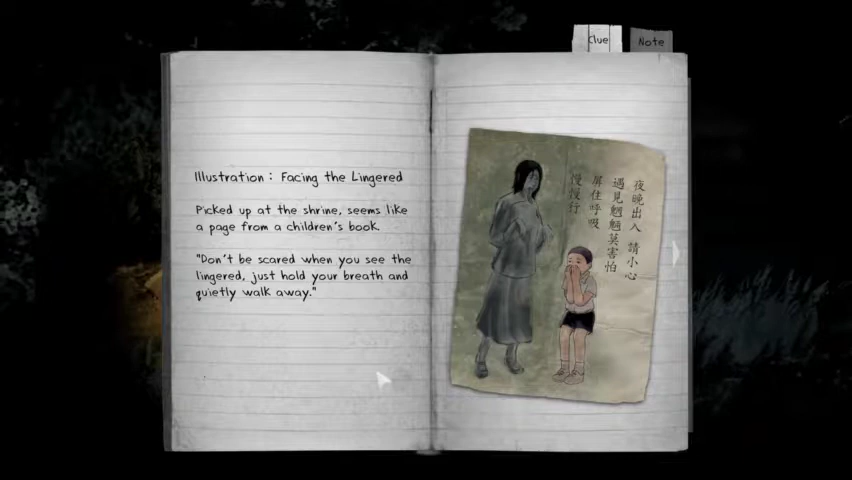 Clue
Note
Illustration : Facing the Lingered
Picked up at the shrine, seems like
a page from a children's book.
"Don't be scared when you see the
lingered, just hold your breath and
quietly walk away."
夜晚出入 請小心
遇見魍魎莫害怕
屏住呼吸
慢慢行